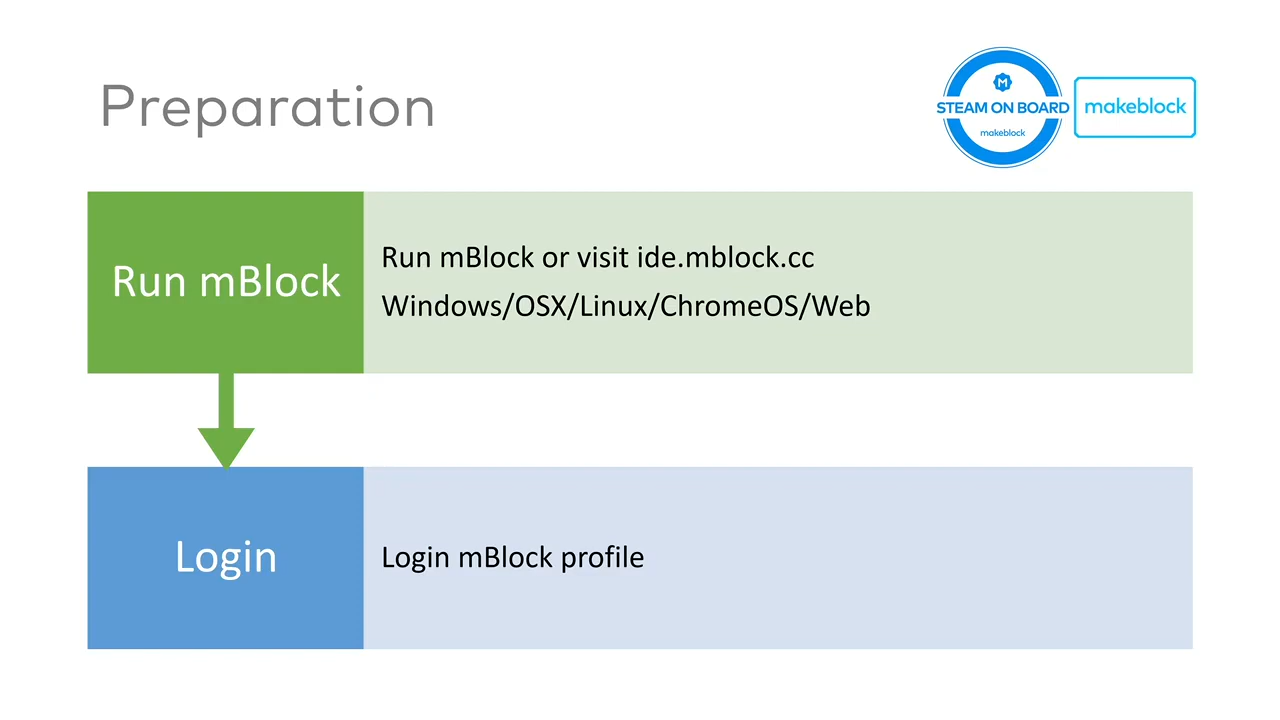 Preparation
M
STEAM ON BOARD
makeblock
makeblock
Run mBlock
Run mBlock or visit ide.mblock.cc
Windows/OSX/Linux/ChromeOS/Web
Login
Login mBlock profile